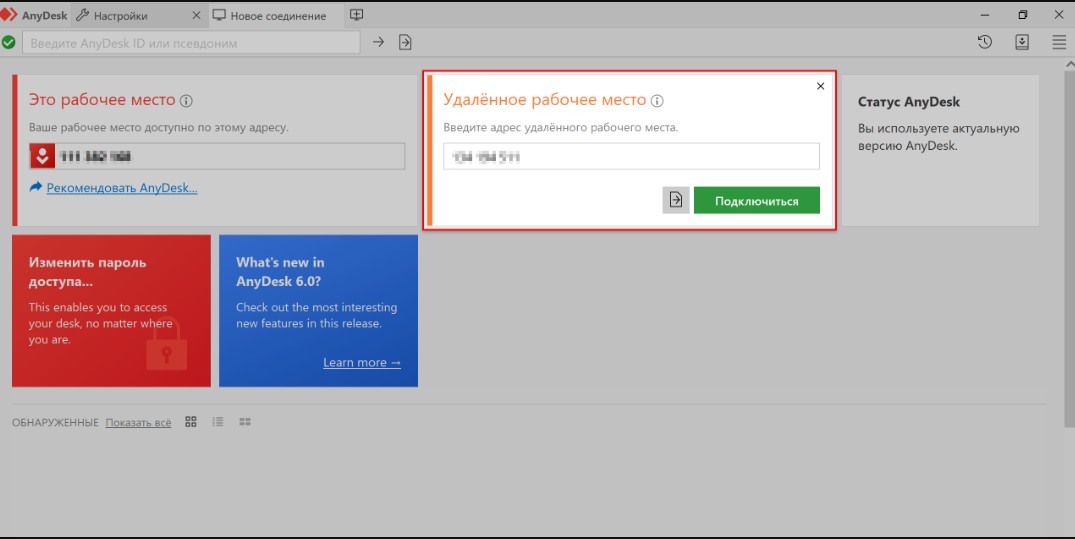 AnyDesk
Настройки
Новое соединение
Введите AnyDesk ID или псевдоним
Это рабочее место
Ваше рабочее место доступно по этому адресу.
Рекомендовать AnyDesk...
Удалённое рабочее место
Введите адрес удалённого рабочего места.
Подключиться
Статус AnyDesk
Вы используете актуальную
версию AnyDesk.
Изменить пароль
доступа...
This enables you to access
your desk, no matter where
you are.
What's new in
AnyDesk 6.0?
Check out the most interesting
new features in this release.
Learn more →
ОБНАРУЖЕННЫЕ Показать всё